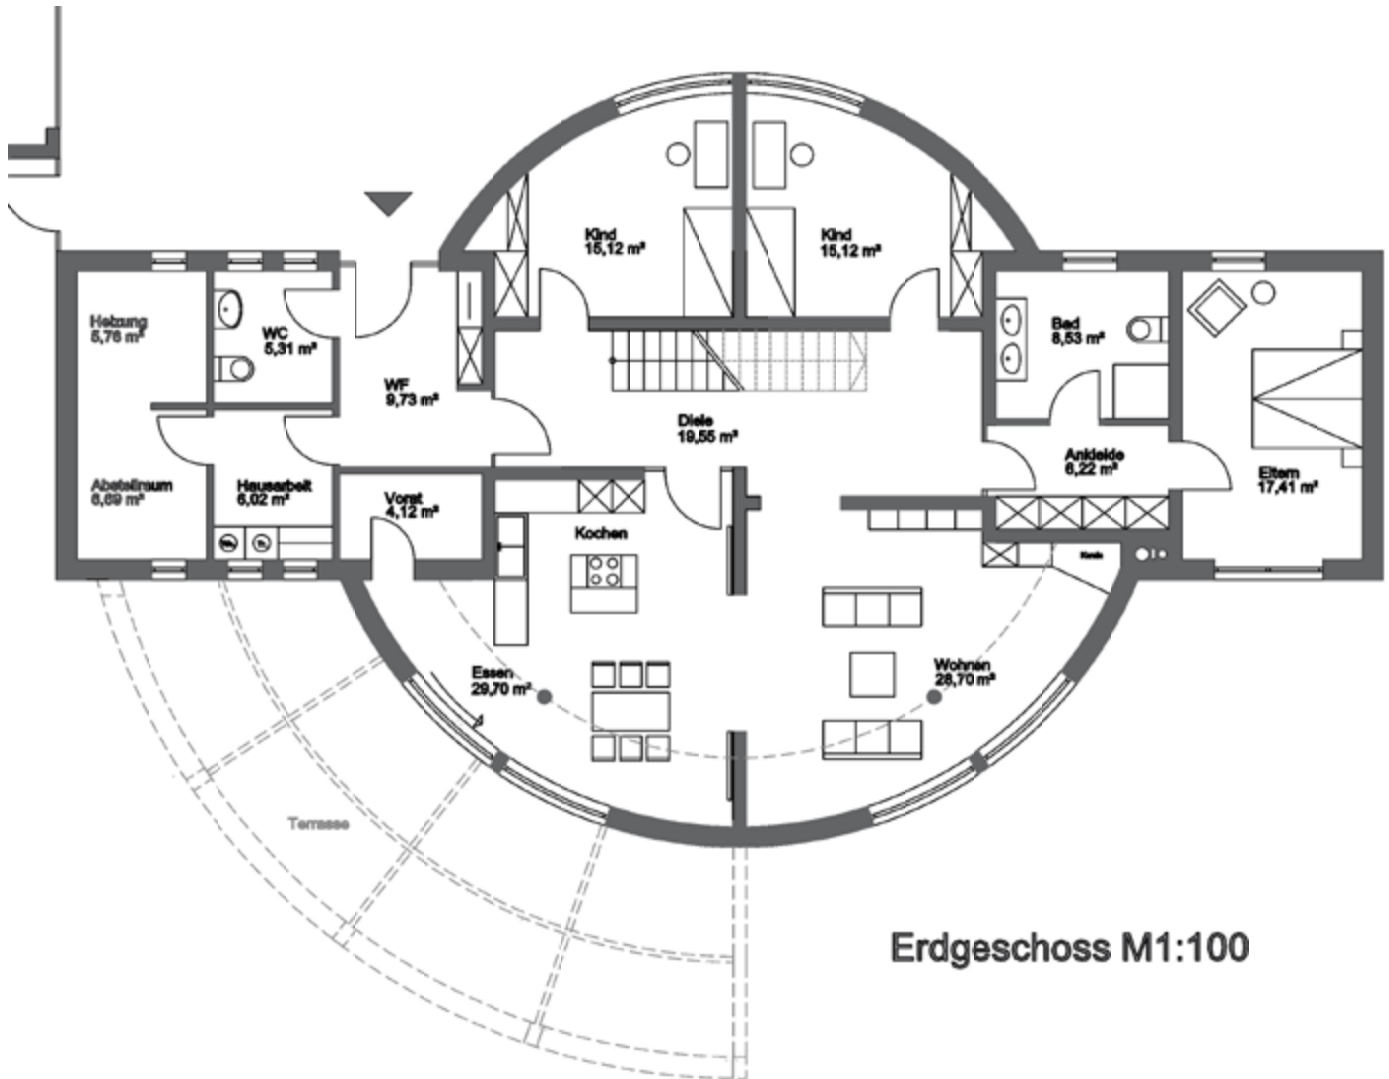 Kind
15,12 m²
Kind
15,12 m²
Heizung
5,76 m²
WC
5,31 m²
Bad
8,53 m²
WF
9,73 m²
Diele
19,55 m²
Ankleide
6,22 m²
Eltern
17,41 m²
Abstellraum
6,69 m²
Hausarbeit
6,02 m²
Vorat
4,12 m²
Kochen
Essen
29,70 m²
Wohnen
28,70 m²
Terrasse
Erdgeschoss M1:100